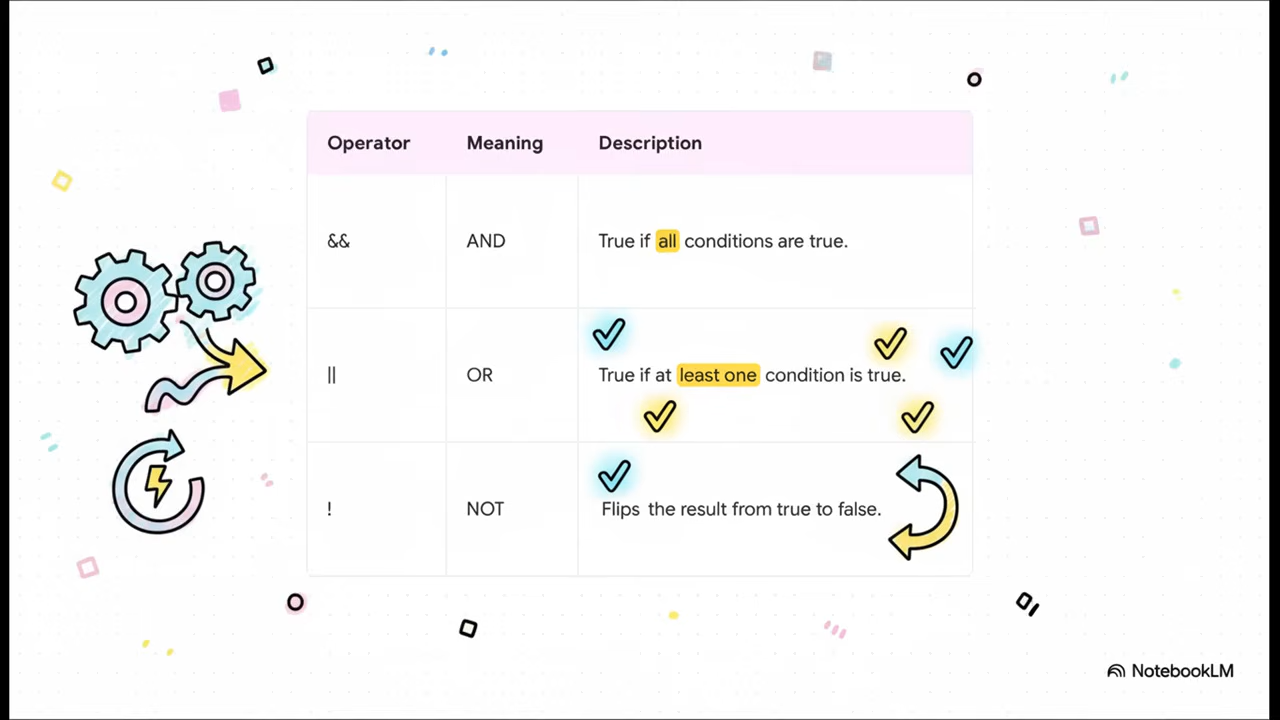 Operator Meaning Description
&& AND True if all conditions are true.
|| OR True if at least one condition is true.
! NOT Flips the result from true to false.
NotebookLM